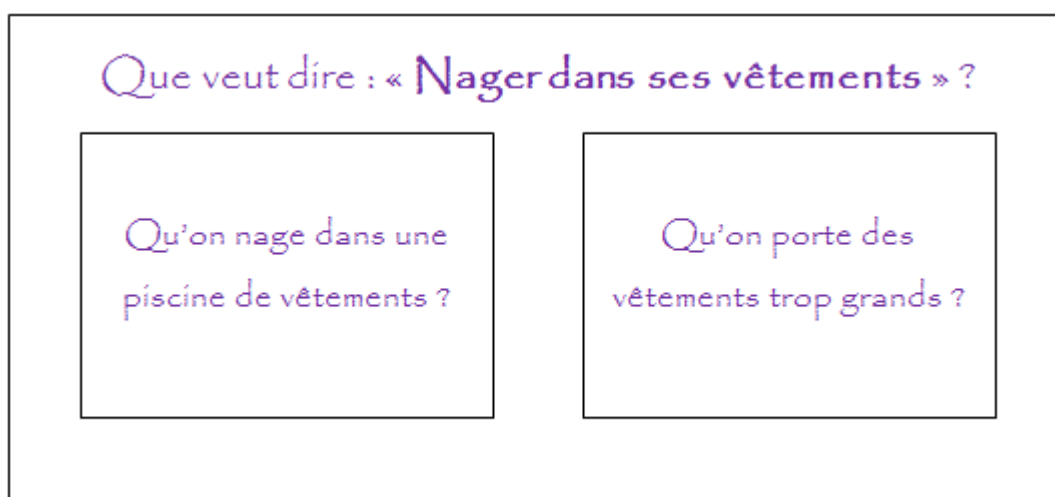 Que veut dire : « Nager dans ses vêtements » ?
Qu'on nage dans une
piscine de vêtements ?
Qu'on porte des
vêtements trop grands ?